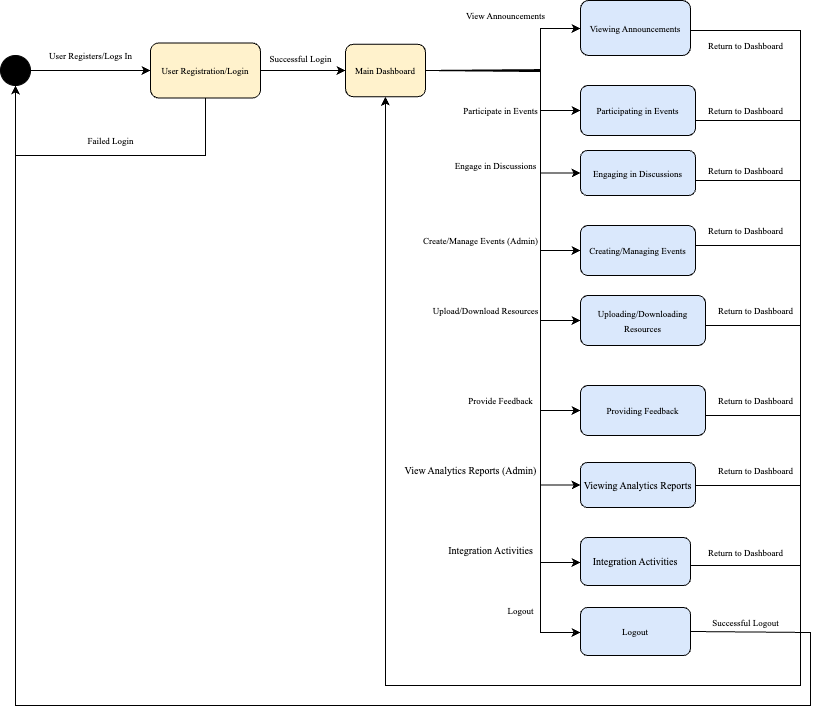 View Announcements
Viewing Announcements
Return to Dashboard
User Registers/Logs In
User Registration/Login
Successful Login
Main Dashboard
Participate in Events
Participating in Events
Return to Dashboard
Failed Login
Engage in Discussions
Engaging in Discussions
Return to Dashboard
Create/Manage Events (Admin)
Creating/Managing Events
Return to Dashboard
Upload/Download Resources
Uploading/Downloading
Resources
Return to Dashboard
Provide Feedback
Providing Feedback
Return to Dashboard
View Analytics Reports (Admin)
Viewing Analytics Reports
Return to Dashboard
Integration Activities
Integration Activities
Return to Dashboard
Logout
Logout
Successful Logout